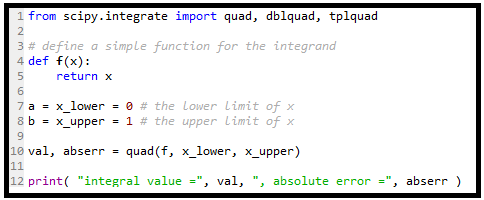 1 from scipy.integrate import quad, dblquad, tplquad
2
3 # define a simple function for the integrand
4 def f(x):
5     return x
6
7 a = x_lower = 0 # the lower limit of x
8 b = x_upper = 1 # the upper limit of x
9
10 val, abserr = quad(f, x_lower, x_upper)
11
12 print( "integral value =", val, ", absolute error =", abserr )